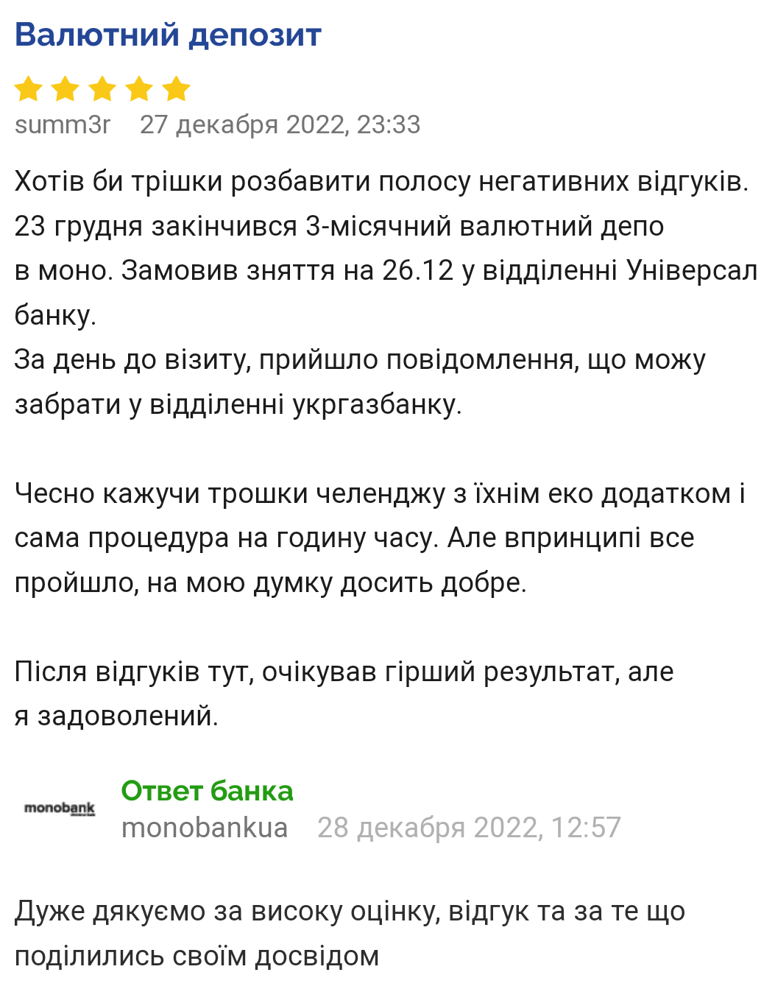 Валютний депозит
summ3r 27 декабря 2022, 23:33
Хотів би трішки розбавити полосу негативних відгуків.
23 грудня закінчився 3-місячний валютний депо
в моно. Замовив зняття на 26.12 у відділенні Універсал
банку.
За день до візиту, прийшло повідомлення, що можу
забрати у відділенні укргазбанку.
Чесно кажучи трошки челенджу з їхнім еко додатком і
сама процедура на годину часу. Але впринципі все
пройшло, на мою думку досить добре.
Після відгуків тут, очікував гірший результат, але
я задоволений.
Ответ банка
monobank
monobankua 28 декабря 2022, 12:57
Дуже дякуємо за високу оцінку, відгук та за те що
поділились своїм досвідом